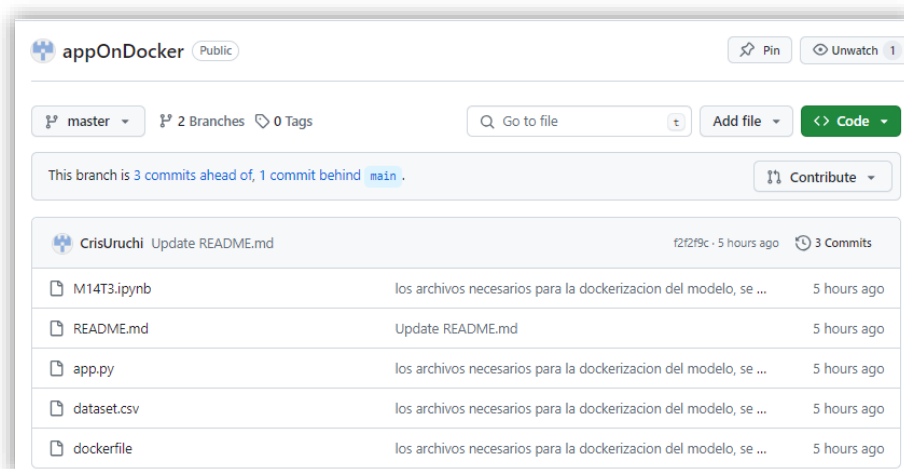 appOnDocker Public Pin Unwatch 1
master 2 Branches 0 Tags Go to file t Add file <> Code
This branch is 3 commits ahead of, 1 commit behind main . Contribute
CrisUruchi Update README.md f2f2f9c · 5 hours ago 3 Commits
M14T3.ipynb los archivos necesarios para la dockerizacion del modelo, se ... 5 hours ago
README.md Update README.md 5 hours ago
app.py los archivos necesarios para la dockerizacion del modelo, se ... 5 hours ago
dataset.csv los archivos necesarios para la dockerizacion del modelo, se ... 5 hours ago
dockerfile los archivos necesarios para la dockerizacion del modelo, se ... 5 hours ago